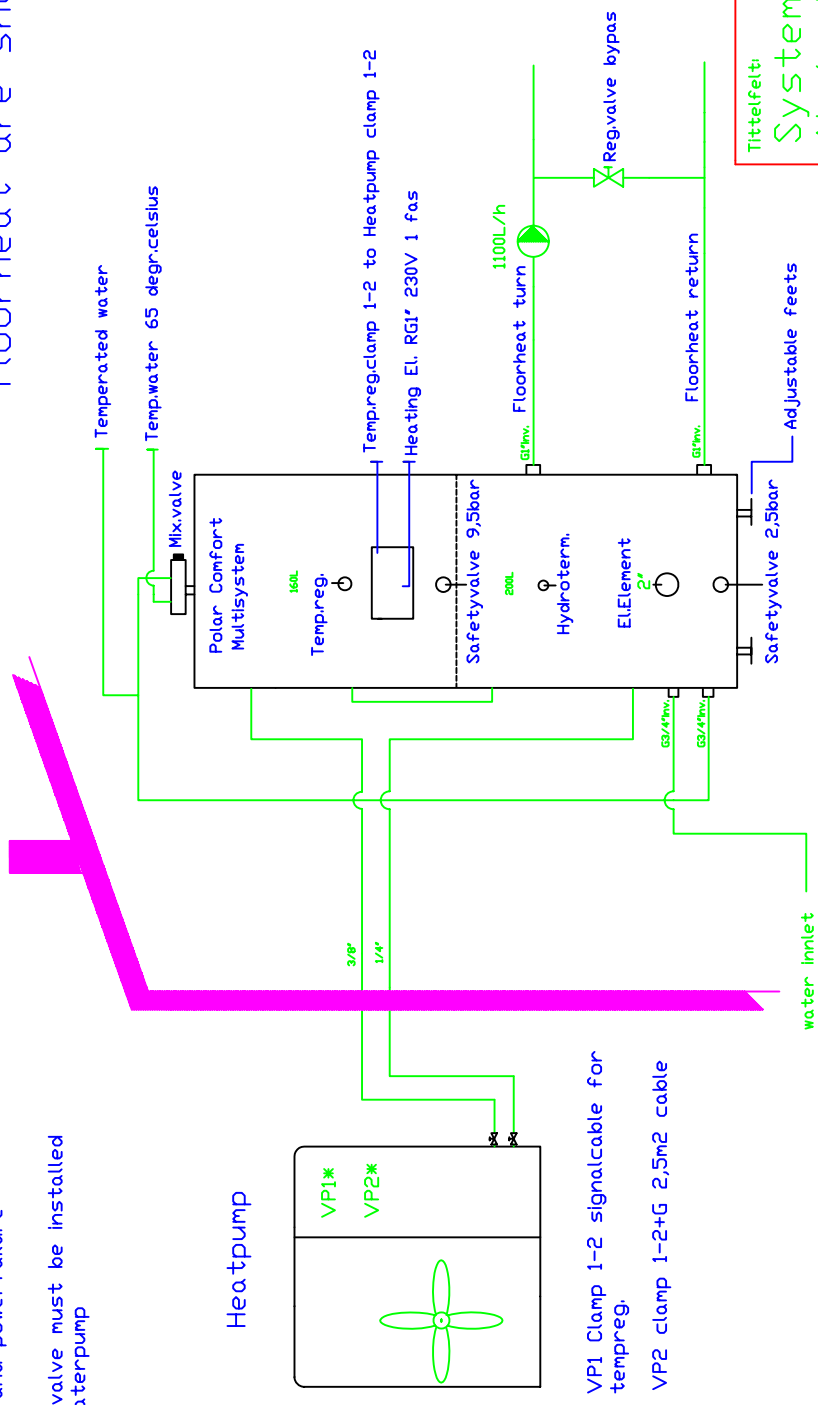 Floorheat are
Temperated water
Temp.water 65 degr.celsius
Mix.valve
Polar Comfort
Multisystem
160L
Temp.reg.
Temp.reg.clamp 1-2 to Heatpump clamp 1-2
Heating El. RG1" 230V 1 fas
Safetyvalve 9,5bar
200L
Hydroterm.
El.Element
2"
Safetyvalve 2,5bar
Adjustable feets
G1"inv.
Floorheat turn
1100L/h
Reg.valve bypas
G1"inv.
Floorheat return
G3/4"inv.
G3/4"inv.
water innlet
3/8"
1/4"
valve must be installed
Heatpump
VP1*
VP2*
VP1 Clamp 1-2 signalcable for
tempreg.
VP2 clamp 1-2+G 2,5m2 cable
Tittelfelt:
System